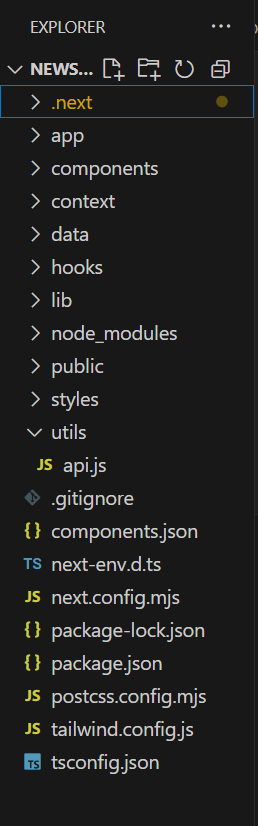 EXPLORER
NEWS...
.next
app
components
context
data
hooks
lib
node_modules
public
styles
utils
JS api.js
.gitignore
{} components.json
TS next-env.d.ts
JS next.config.mjs
{} package-lock.json
{} package.json
JS postcss.config.mjs
JS tailwind.config.js
TS tsconfig.json